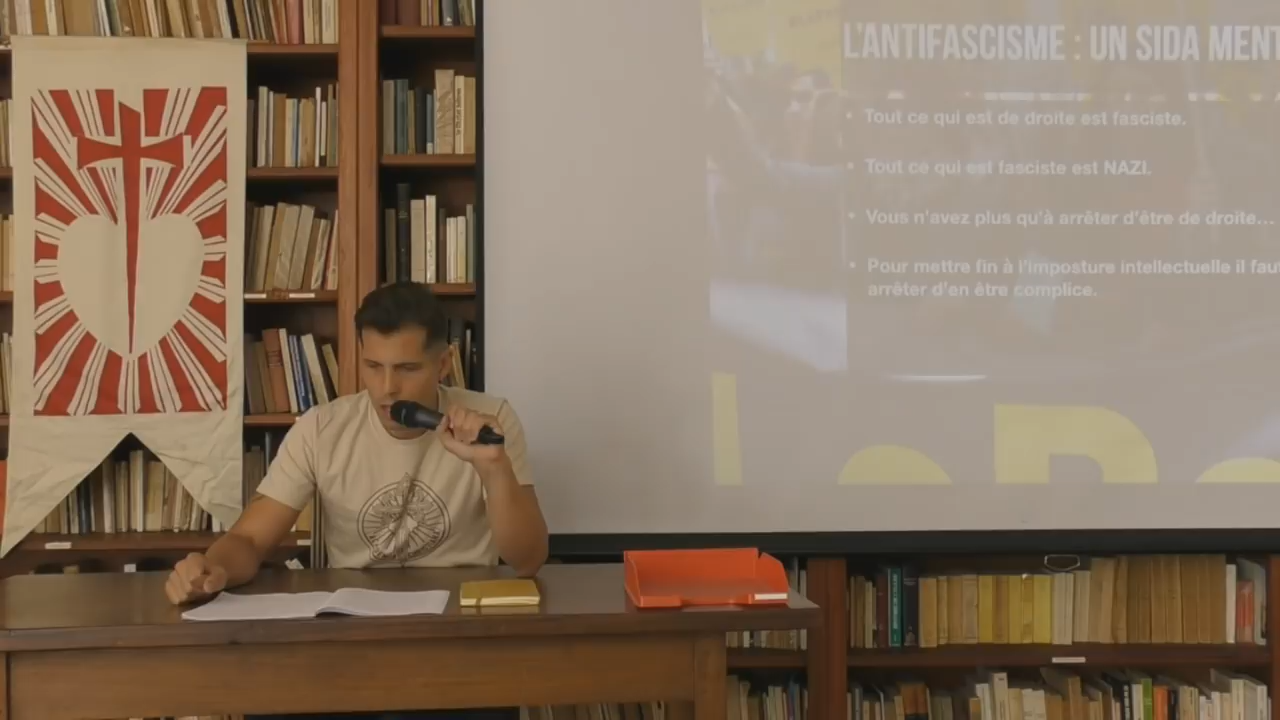 L'ANTIFASCISME : UN SIDA MENT
• Tout ce qui est de droite est fasciste.
• Tout ce qui est fasciste est NAZI.
• Vous n'avez plus qu'à arrêter d'être de droite...
• Pour mettre fin à l'imposture intellectuelle il fau
arrêter d'en être complice.